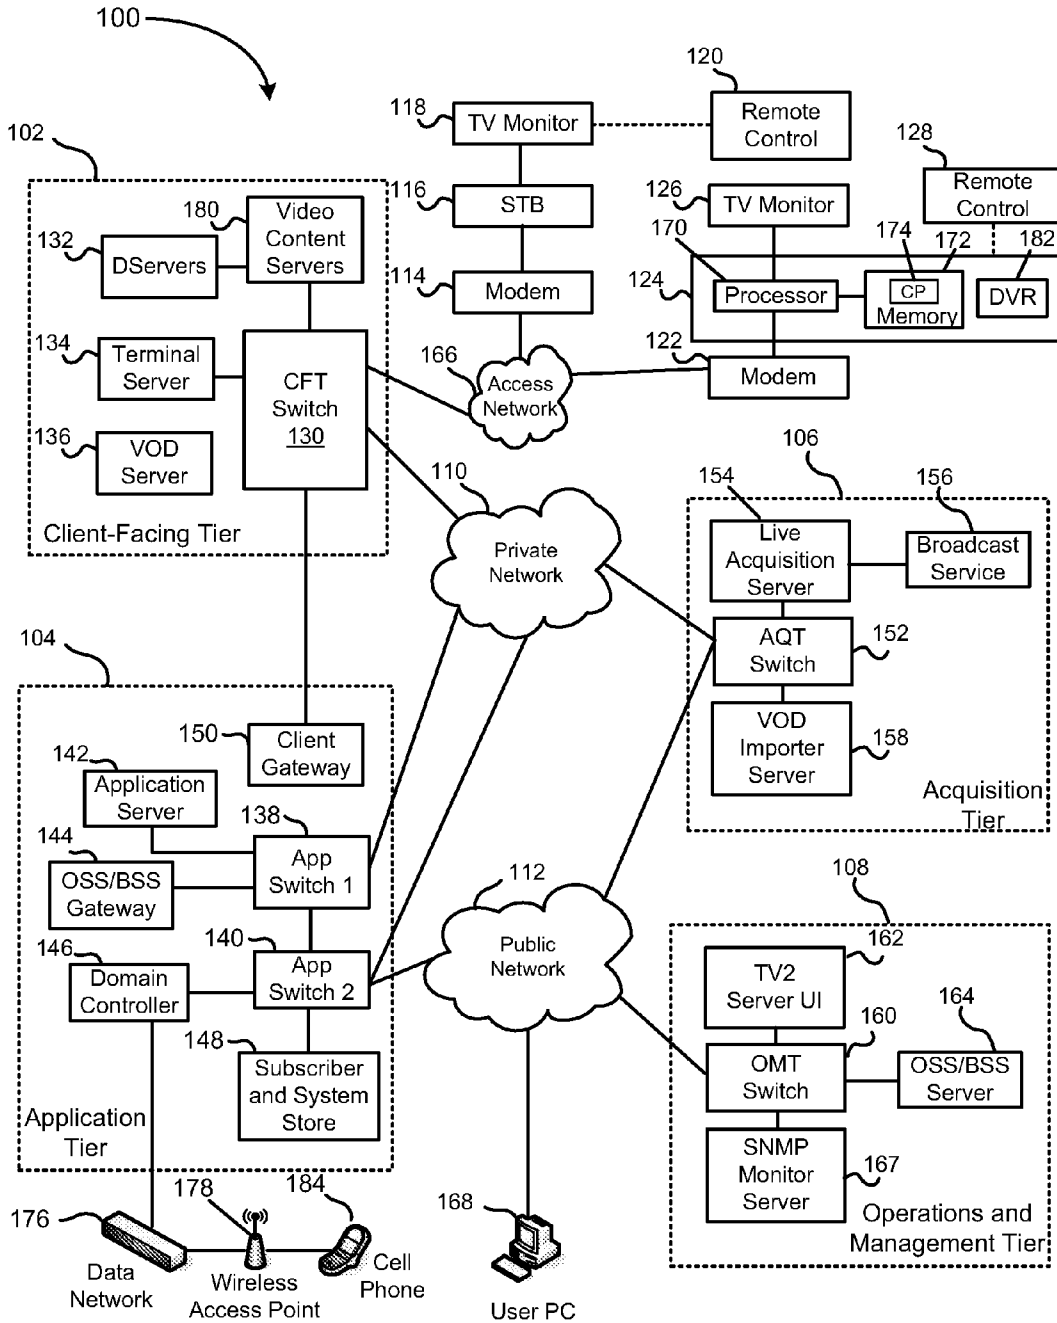 100
120
118
TV Monitor
Remote
Control
102
128
126
116
STB
TV Monitor
Remote
Control
180
Video
Content
Servers
132
DServers
170
174
172
182
114
Modem
124
Processor
CP
Memory
DVR
134
Terminal
Server
CFT
Switch
130
166
Access
Network
122
Modem
136
VOD
Server
Client-Facing Tier
110
Private
Network
106
154
156
Live
Acquisition
Server
Broadcast
Service
AQT
Switch
152
VOD
Importer
Server
158
Acquisition
Tier
104
150
Client
Gateway
142
Application
Server
138
144
App
Switch 1
OSS/BSS
Gateway
146
140
Domain
Controller
App
Switch 2
148
Subscriber
and System
Store
Application
Tier
112
Public
Network
108
162
TV2
Server UI
160
164
OMT
Switch
OSS/BSS
Server
SNMP
Monitor
Server
167
Operations and
Management Tier
176
178
184
168
Data
Network
Wireless
Access Point
Cell
Phone
User PC